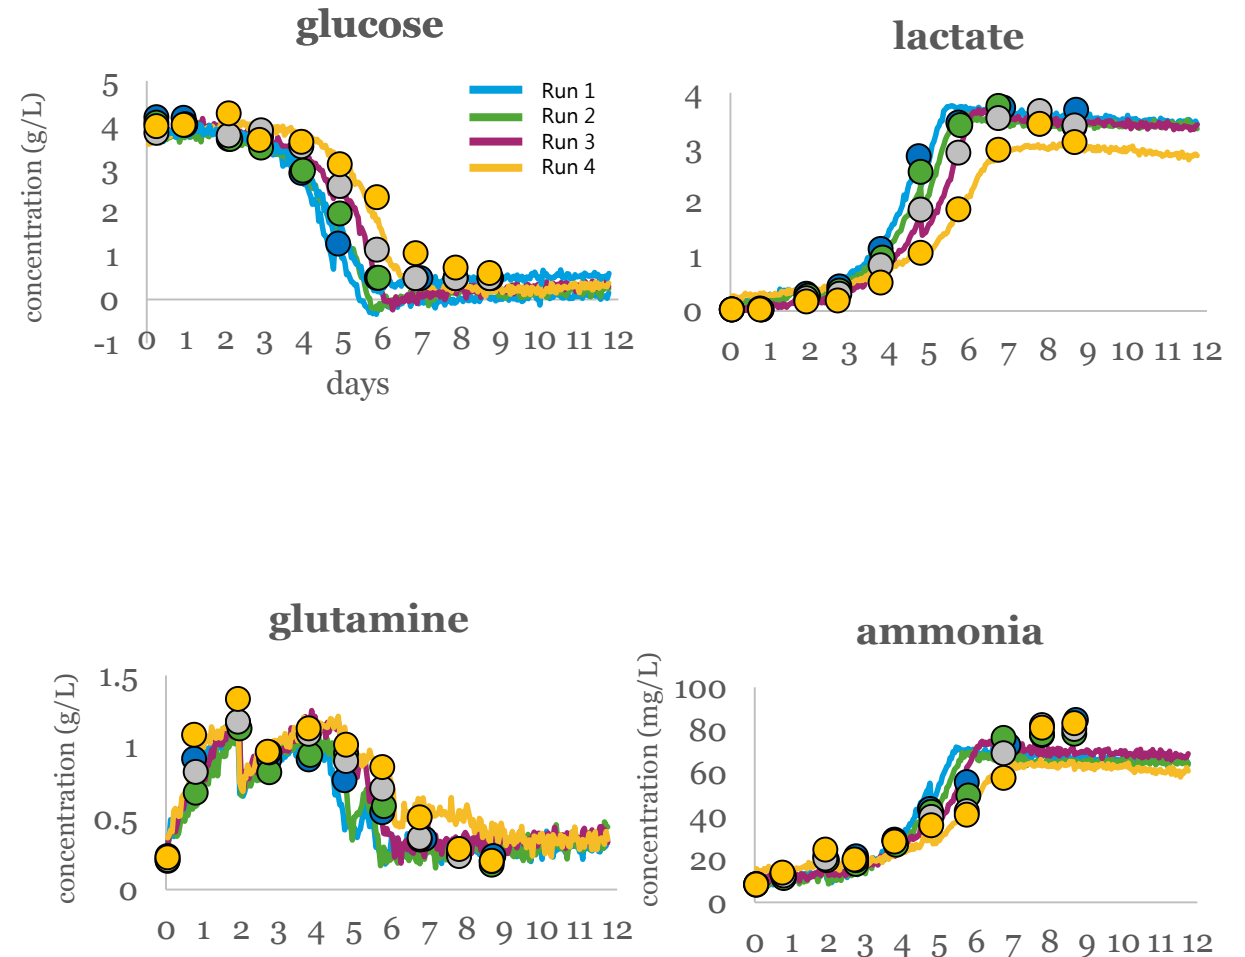 glucose
concentration (g/L)
5
4
3
2
1
0
-1
0 1 2 3 4 5 6 7 8 9 10 11 12
days
Run 1
Run 2
Run 3
Run 4
lactate
4
3
2
1
0
0 1 2 3 4 5 6 7 8 9 10 11 12
glutamine
concentration (g/L)
1.5
1
0.5
0
0 1 2 3 4 5 6 7 8 9 10 11 12
ammonia
concentration (mg/L)
100
80
60
40
20
0
0 1 2 3 4 5 6 7 8 9 10 11 12